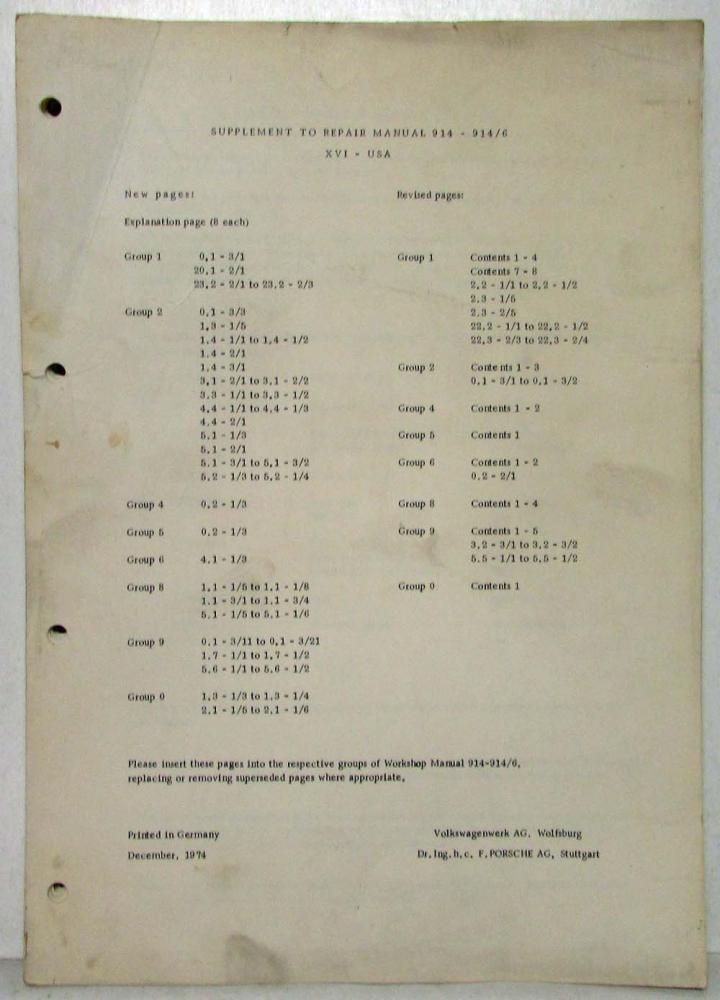 SUPPLEMENT TO REPAIR MANUAL 914 - 914/6
XVI - USA
New pages:
Explanation page (8 each)
Group 1 0.1 - 3/1
20.1 - 2/1
23.2 - 2/1 to 23.2 - 2/3
Group 2 0.1 - 3/3
1.3 - 1/5
1.4 - 1/1 to 1.4 - 1/2
1.4 - 2/1
1.4 - 3/1
3.1 - 2/1 to 3.1 - 2/2
3.3 - 1/1 to 3.3 - 1/2
4.4 - 1/1 to 4.4 - 1/3
4.4 - 2/1
5.1 - 1/3
5.1 - 2/1
5.1 - 3/1 to 5.1 - 3/2
5.2 - 1/3 to 5.2 - 1/4
Group 4 0.2 - 1/3
Group 5 0.2 - 1/3
Group 6 4.1 - 1/3
Group 8 1.1 - 1/5 to 1.1 - 1/8
1.1 - 3/1 to 1.1 - 3/4
5.1 - 1/5 to 5.1 - 1/6
Group 9 0.1 - 3/11 to 0.1 - 3/21
1.7 - 1/1 to 1.7 - 1/2
5.6 - 1/1 to 5.6 - 1/2
Group 0 1.3 - 1/3 to 1.3 - 1/4
2.1 - 1/5 to 2.1 - 1/6
Revised pages:
Group 1 Contents 1 - 4
Contents 7 - 8
2.2 - 1/1 to 2.2 - 1/2
2.3 - 1/5
2.3 - 2/5
22.2 - 1/1 to 22.2 - 1/2
22.3 - 2/3 to 22.3 - 2/4
Group 2 Contents 1 - 3
0.1 - 3/1 to 0.1 - 3/2
Group 4 Contents 1 - 2
Group 5 Contents 1
Group 6 Contents 1 - 2
0.2 - 2/1
Group 8 Contents 1 - 4
Group 9 Contents 1 - 5
3.2 - 3/1 to 3.2 - 3/2
5.5 - 1/1 to 5.5 - 1/2
Group 0 Contents 1
Please insert these pages into the respective groups of Workshop Manual 914-914/6,
replacing or removing superseded pages where appropriate.
Printed in Germany
December, 1974
Volkswagenwerk AG, Wolfsburg
Dr.Ing.h.c. F.PORSCHE AG, Stuttgart